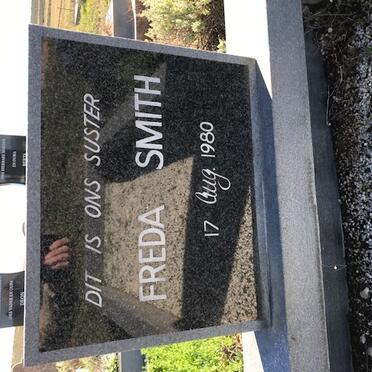 DIT IS ONS SUSTER
FREDA SMITH
17 Aug. 1980